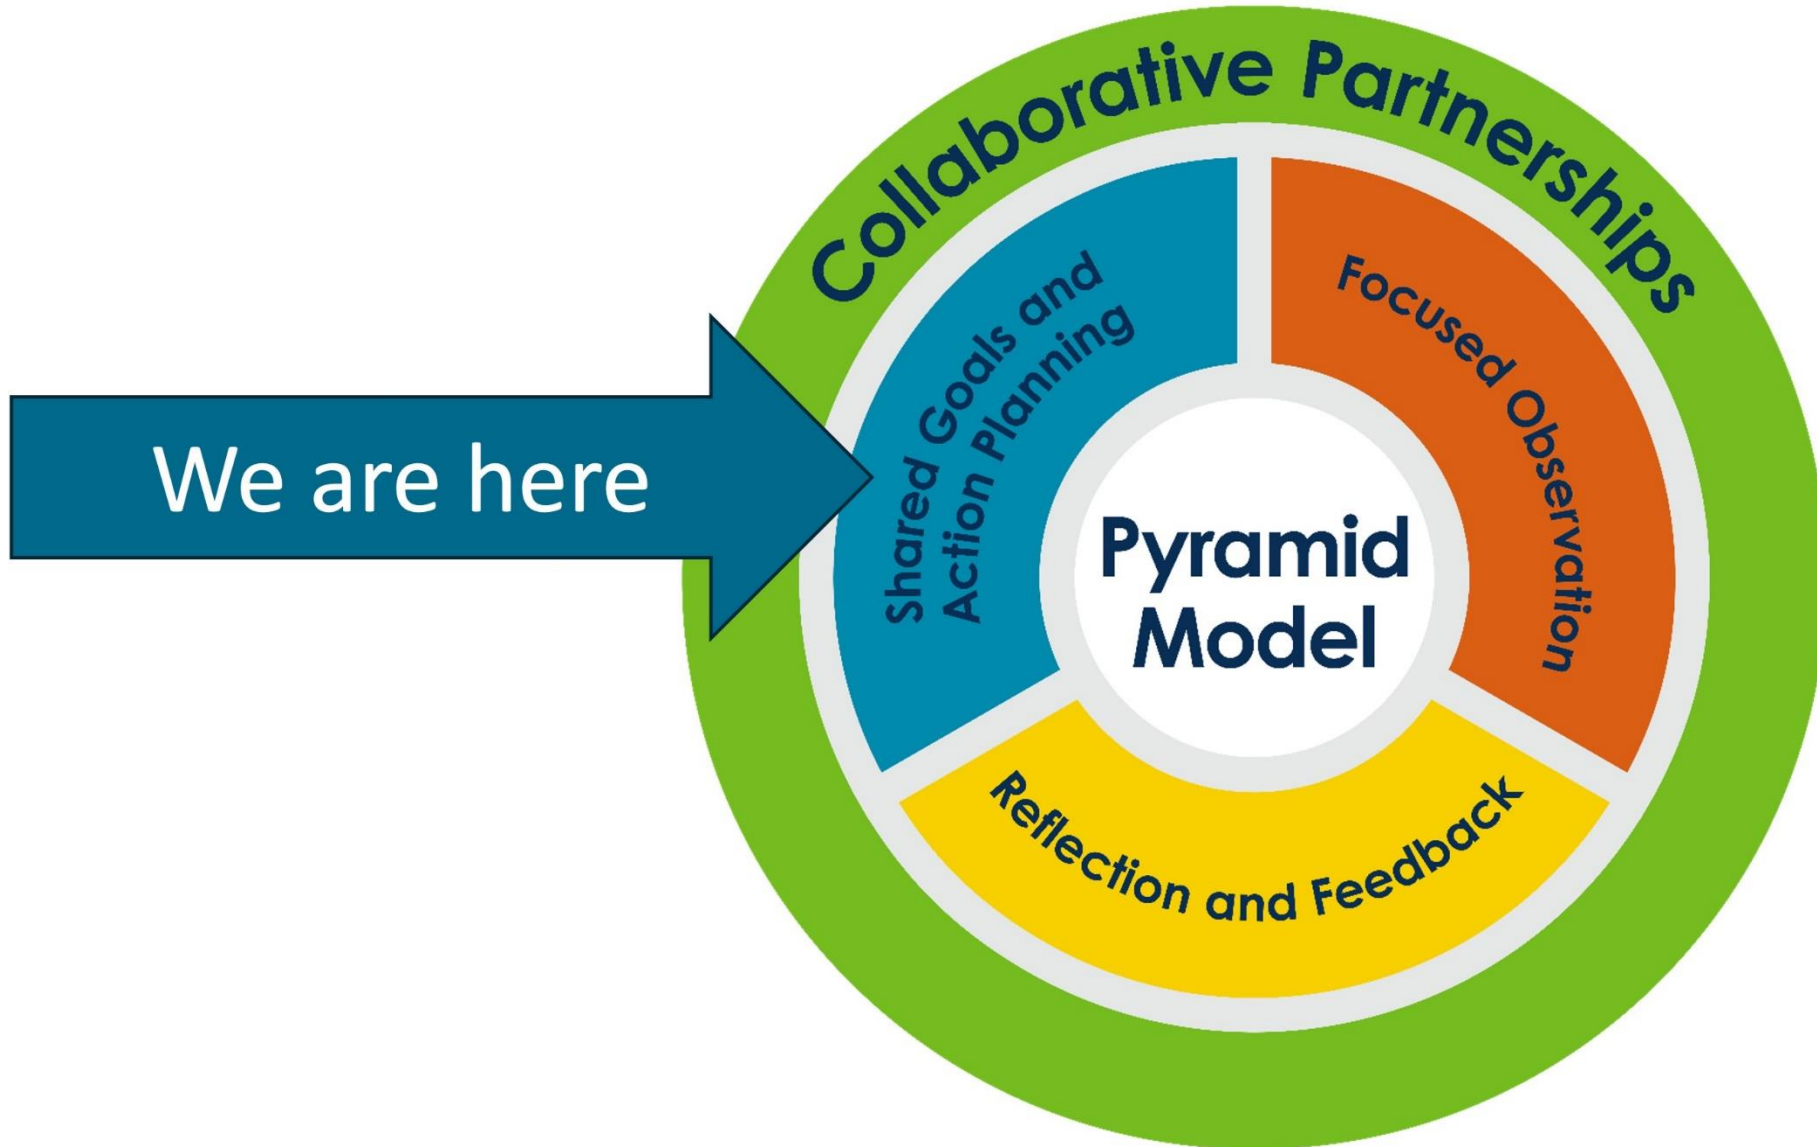 Collaborative Partnerships
We are here
Shared Goals and
Action Planning
Focused Observation
Pyramid
Model
Reflection and Feedback